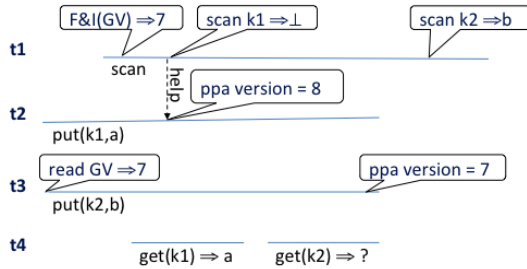 F&I(GV) ⇒7
scan k1 ⇒⊥
scan k2 ⇒b
t1
scan
help
ppa version = 8
t2
put(k1,a)
read GV ⇒7
ppa version = 7
t3
put(k2,b)
t4
get(k1) ⇒ a
get(k2) ⇒ ?